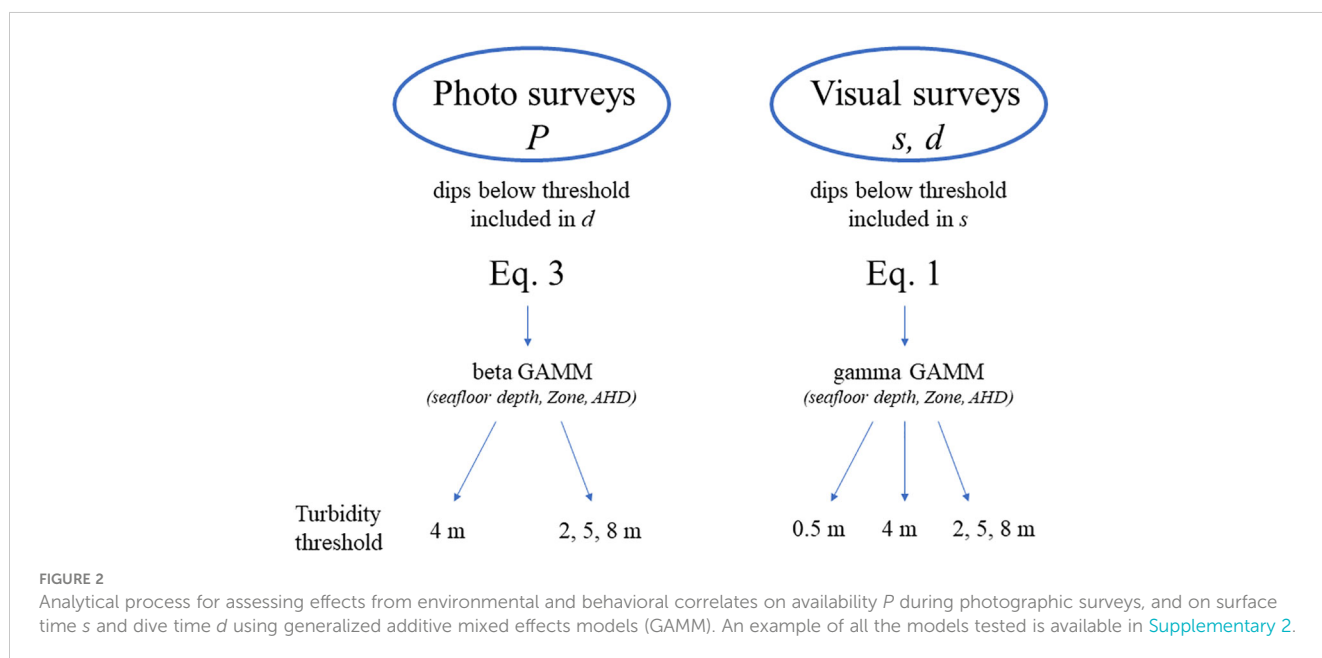 Photo surveys
P
dips below threshold
included in d
Eq. 3
beta GAMM
(seafloor depth, Zone, AHD)
Visual surveys
s, d
dips below threshold
included in s
Eq. 1
gamma GAMM
(seafloor depth, Zone, AHD)
Turbidity
threshold
4 m
2, 5, 8 m
0.5 m
4 m
2, 5, 8 m
FIGURE 2
Analytical process for assessing effects from environmental and behavioral correlates on availability P during photographic surveys, and on surface
time s and dive time d using generalized additive mixed effects models (GAMM). An example of all the models tested is available in Supplementary 2.